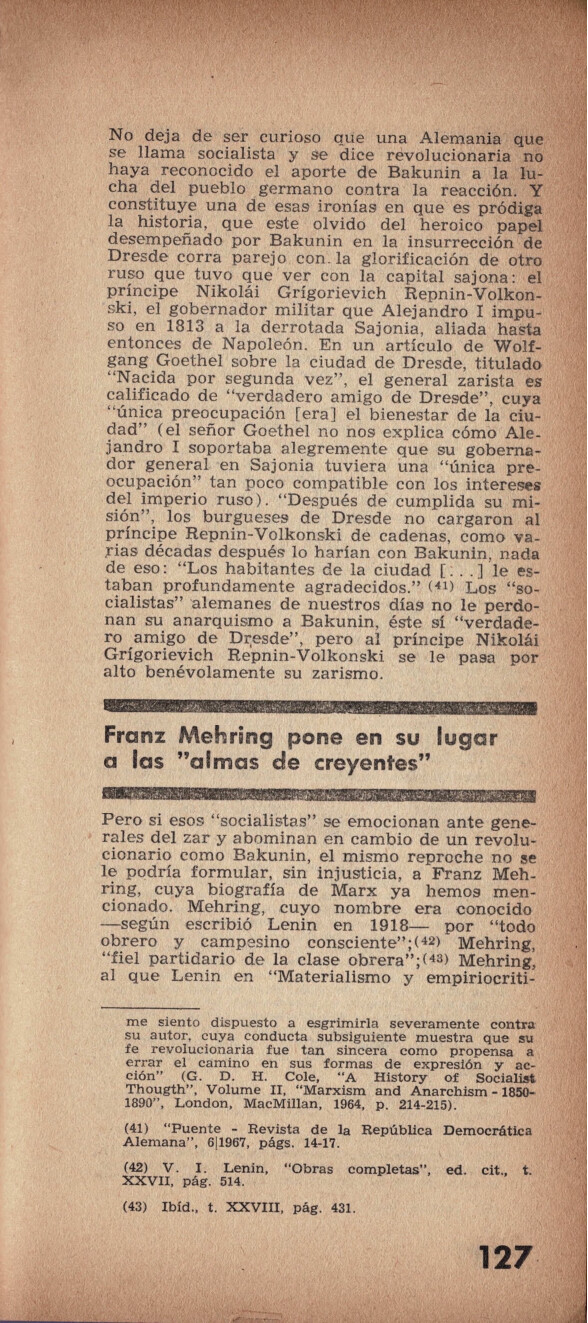 No deja de ser curioso que una Alemania que
se llama socialista y se dice revolucionaria no
haya reconocido el aporte de Bakunin a la lu-
cha del pueblo germano contra la reacción. Y
constituye una de esas ironías en que es pródiga
la historia, que este olvido del heroico papel
desempeñado por Bakunin en la insurrección de
Dresde corra parejo con la glorificación de otro
ruso que tuvo que ver con la capital sajona: el
príncipe Nikolái Grígorievich Repnin-Volkon-
ski, el gobernador militar que Alejandro I impu-
so en 1813 a la derrotada Sajonia, aliada hasta
entonces de Napoleón. En un artículo de Wolf-
gang Goethel sobre la ciudad de Dresde, titulado
"Nacida por segunda vez", el general zarista es
calificado de "verdadero amigo de Dresde", cuya
"única preocupación [era] el bienestar de la ciu-
dad" (el señor Goethel no nos explica cómo Ale-
jandro I soportaba alegremente que su goberna-
dor general en Sajonia tuviera una "única pre-
ocupación" tan poco compatible con los intereses
del imperio ruso). "Después de cumplida su mi-
sión", los burgueses de Dresde no cargaron al
príncipe Repnin-Volkonski de cadenas, como va-
rias décadas después lo harían con Bakunin, nada
de eso: "Los habitantes de la ciudad [...] le es-
taban profundamente agradecidos." (41) Los "so-
cialistas" alemanes de nuestros días no le perdo-
nan su anarquismo a Bakunin, éste sí "verdade-
ro amigo de Dresde", pero al príncipe Nikolái
Grígorievich Repnin-Volkonski se le pasa por
alto benévolamente su zarismo.
Franz Mehring pone en su lugar
a las "almas de creyentes"
Pero si esos "socialistas" se emocionan ante gene-
rales del zar y abominan en cambio de un revolu-
cionario como Bakunin, el mismo reproche no se
le podría formular, sin injusticia, a Franz Meh-
ring, cuya biografía de Marx ya hemos men-
cionado. Mehring, cuyo nombre era conocido
—según escribió Lenin en 1918— por "todo
obrero y campesino consciente";(42) Mehring,
"fiel partidario de la clase obrera";(43) Mehring,
al que Lenin en "Materialismo y empiriocriti-
me siento dispuesto a esgrimirla severamente contra
su autor, cuya conducta subsiguiente muestra que su
fe revolucionaria fue tan sincera como propensa a
errar el camino en sus formas de expresión y ac-
ción" (G. D. H. Cole, "A History of Socialist
Thougth", Volume II, "Marxism and Anarchism - 1850-
1890", London, MacMillan, 1964, p. 214-215).
(41) "Puente - Revista de la República Democrática
Alemana", 6|1967, págs. 14-17.
(42) V. I. Lenin, "Obras completas", ed. cit., t.
XXVII, pág. 514.
(43) Ibíd., t. XXVIII, pág. 431.
127